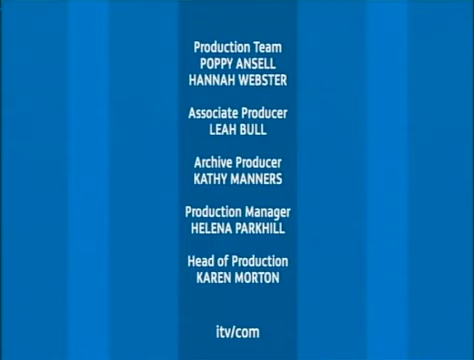 Production Team
POPPY ANSELL
HANNAH WEBSTER
Associate Producer
LEAH BULL
Archive Producer
KATHY MANNERS
Production Manager
HELENA PARKHILL
Head of Production
KAREN MORTON
itv/com